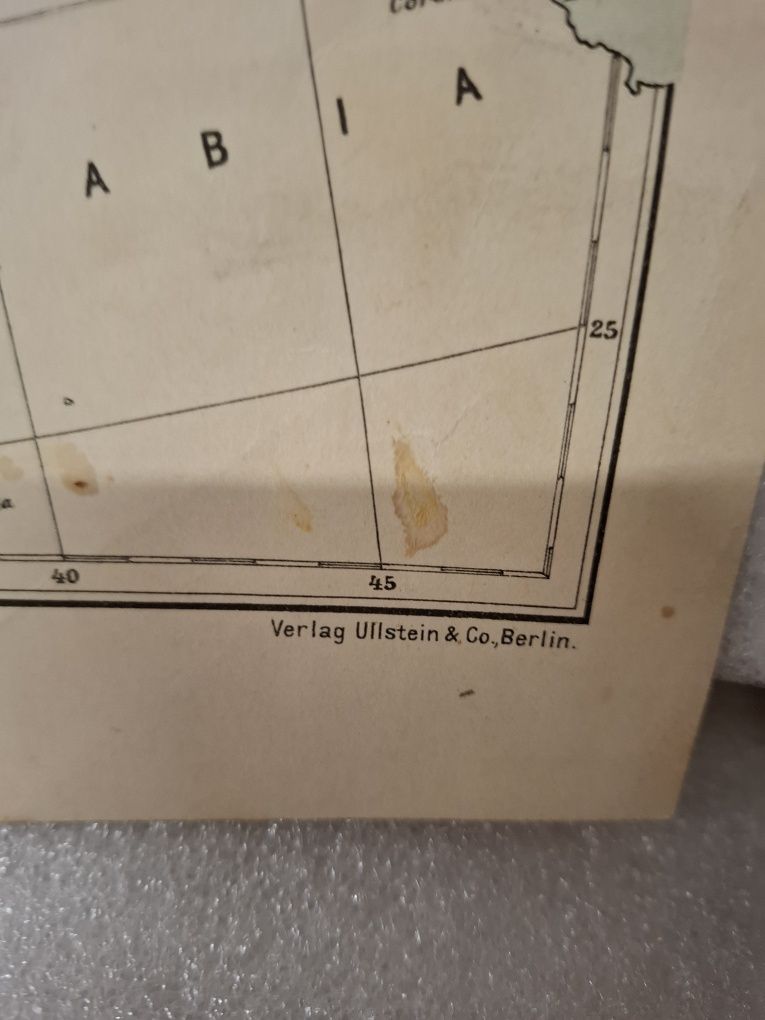 A B I A
25
a
40 45
Verlag Ullstein & Co., Berlin.